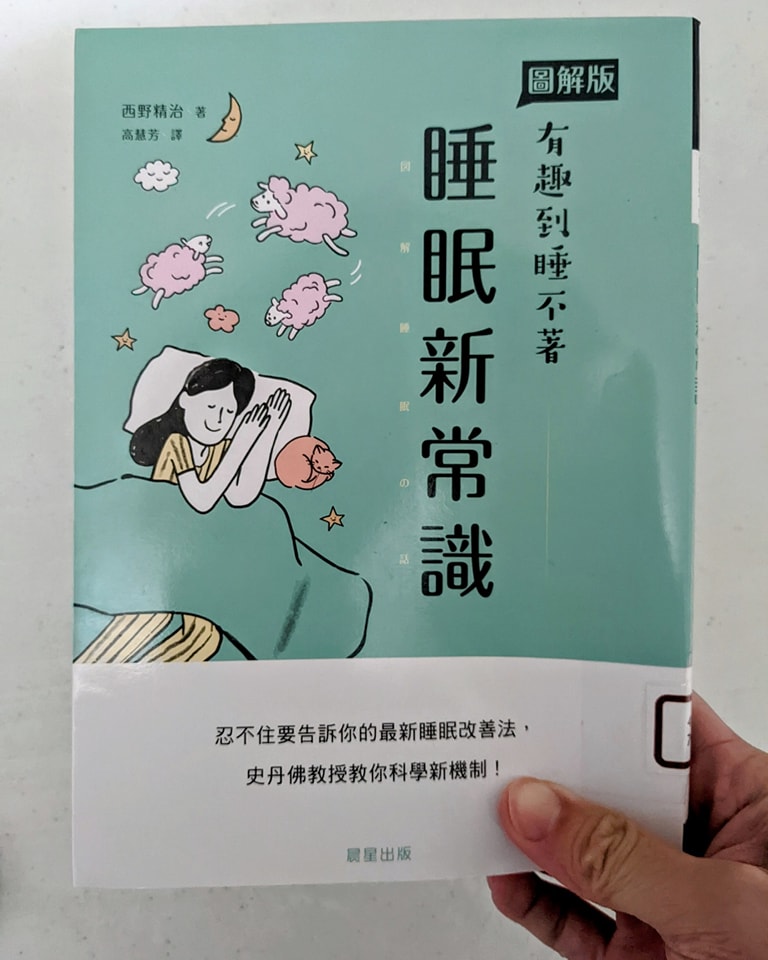 圖解版
有趣到睡不著
睡眠新常識
図解睡眠の話
西野精治 著
高慧芳 譯
忍不住要告訴你的最新睡眠改善法，
史丹佛教授教你科學新機制！
晨星出版